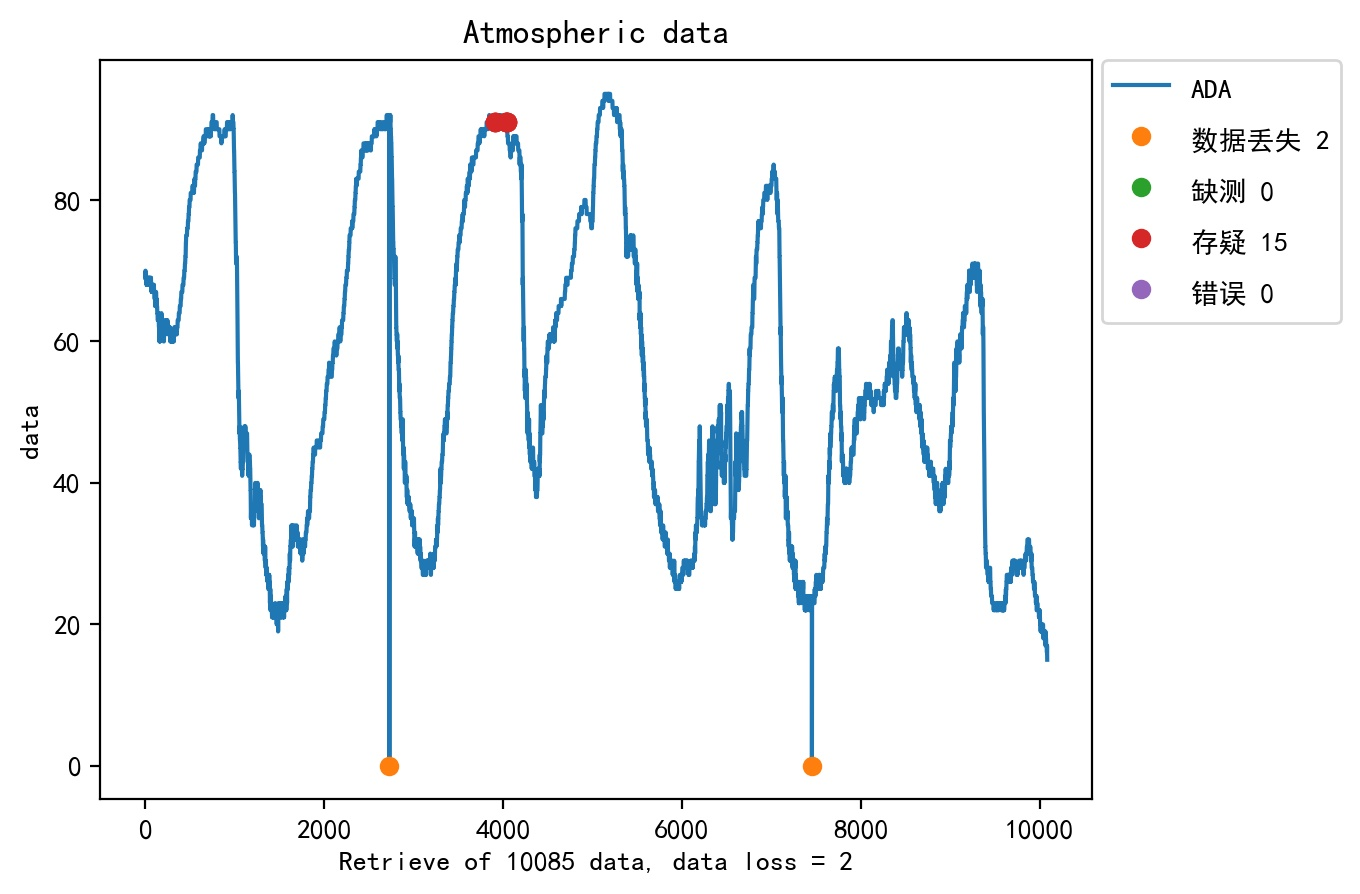 Atmospheric data
ADA
数据丢失 2
缺测 0
存疑 15
错误 0
data
80
60
40
20
0
0 2000 4000 6000 8000 10000
Retrieve of 10085 data, data loss = 2